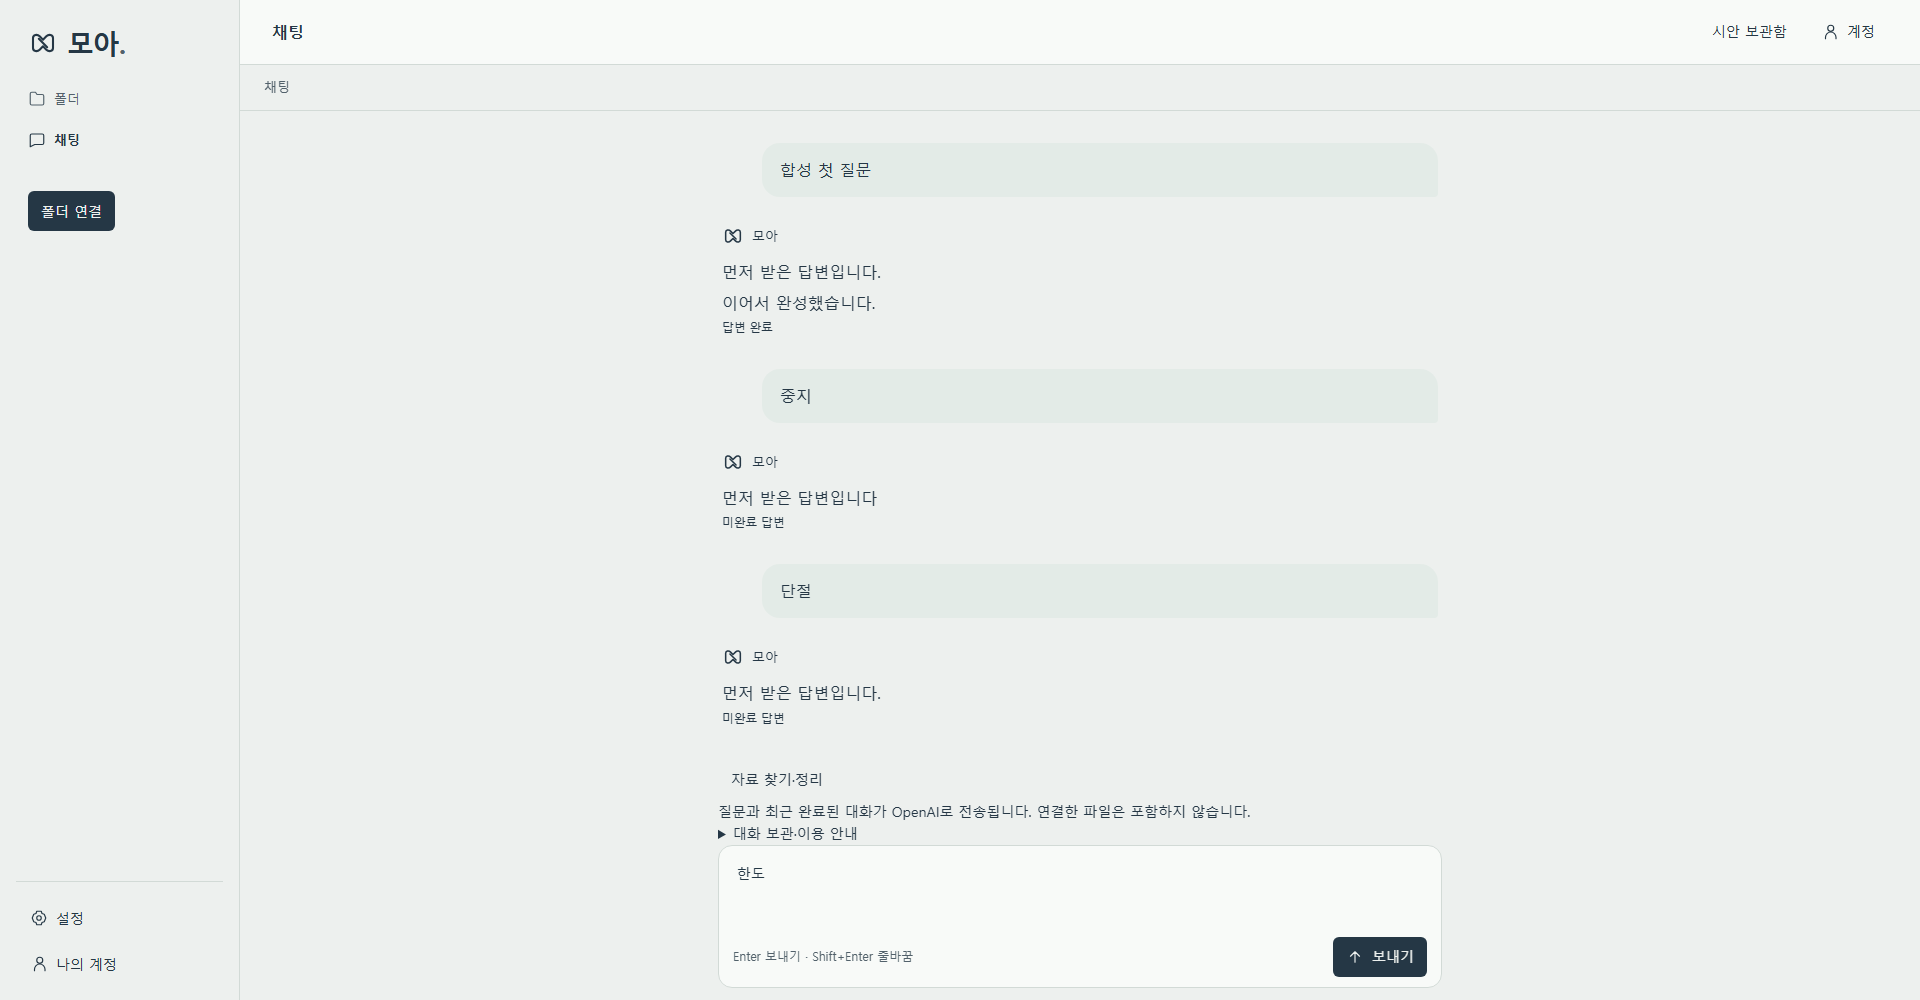 모아.
폴더
채팅
폴더 연결
설정
나의 계정
채팅
시안 보관함
계정
채팅
합성 첫 질문
모아
먼저 받은 답변입니다.
이어서 완성했습니다.
답변 완료
중지
모아
먼저 받은 답변입니다
미완료 답변
단절
모아
먼저 받은 답변입니다.
미완료 답변
자료 찾기·정리
질문과 최근 완료된 대화가 OpenAI로 전송됩니다. 연결한 파일은 포함하지 않습니다.
대화 보관·이용 안내
한도
Enter 보내기 · Shift+Enter 줄바꿈
보내기